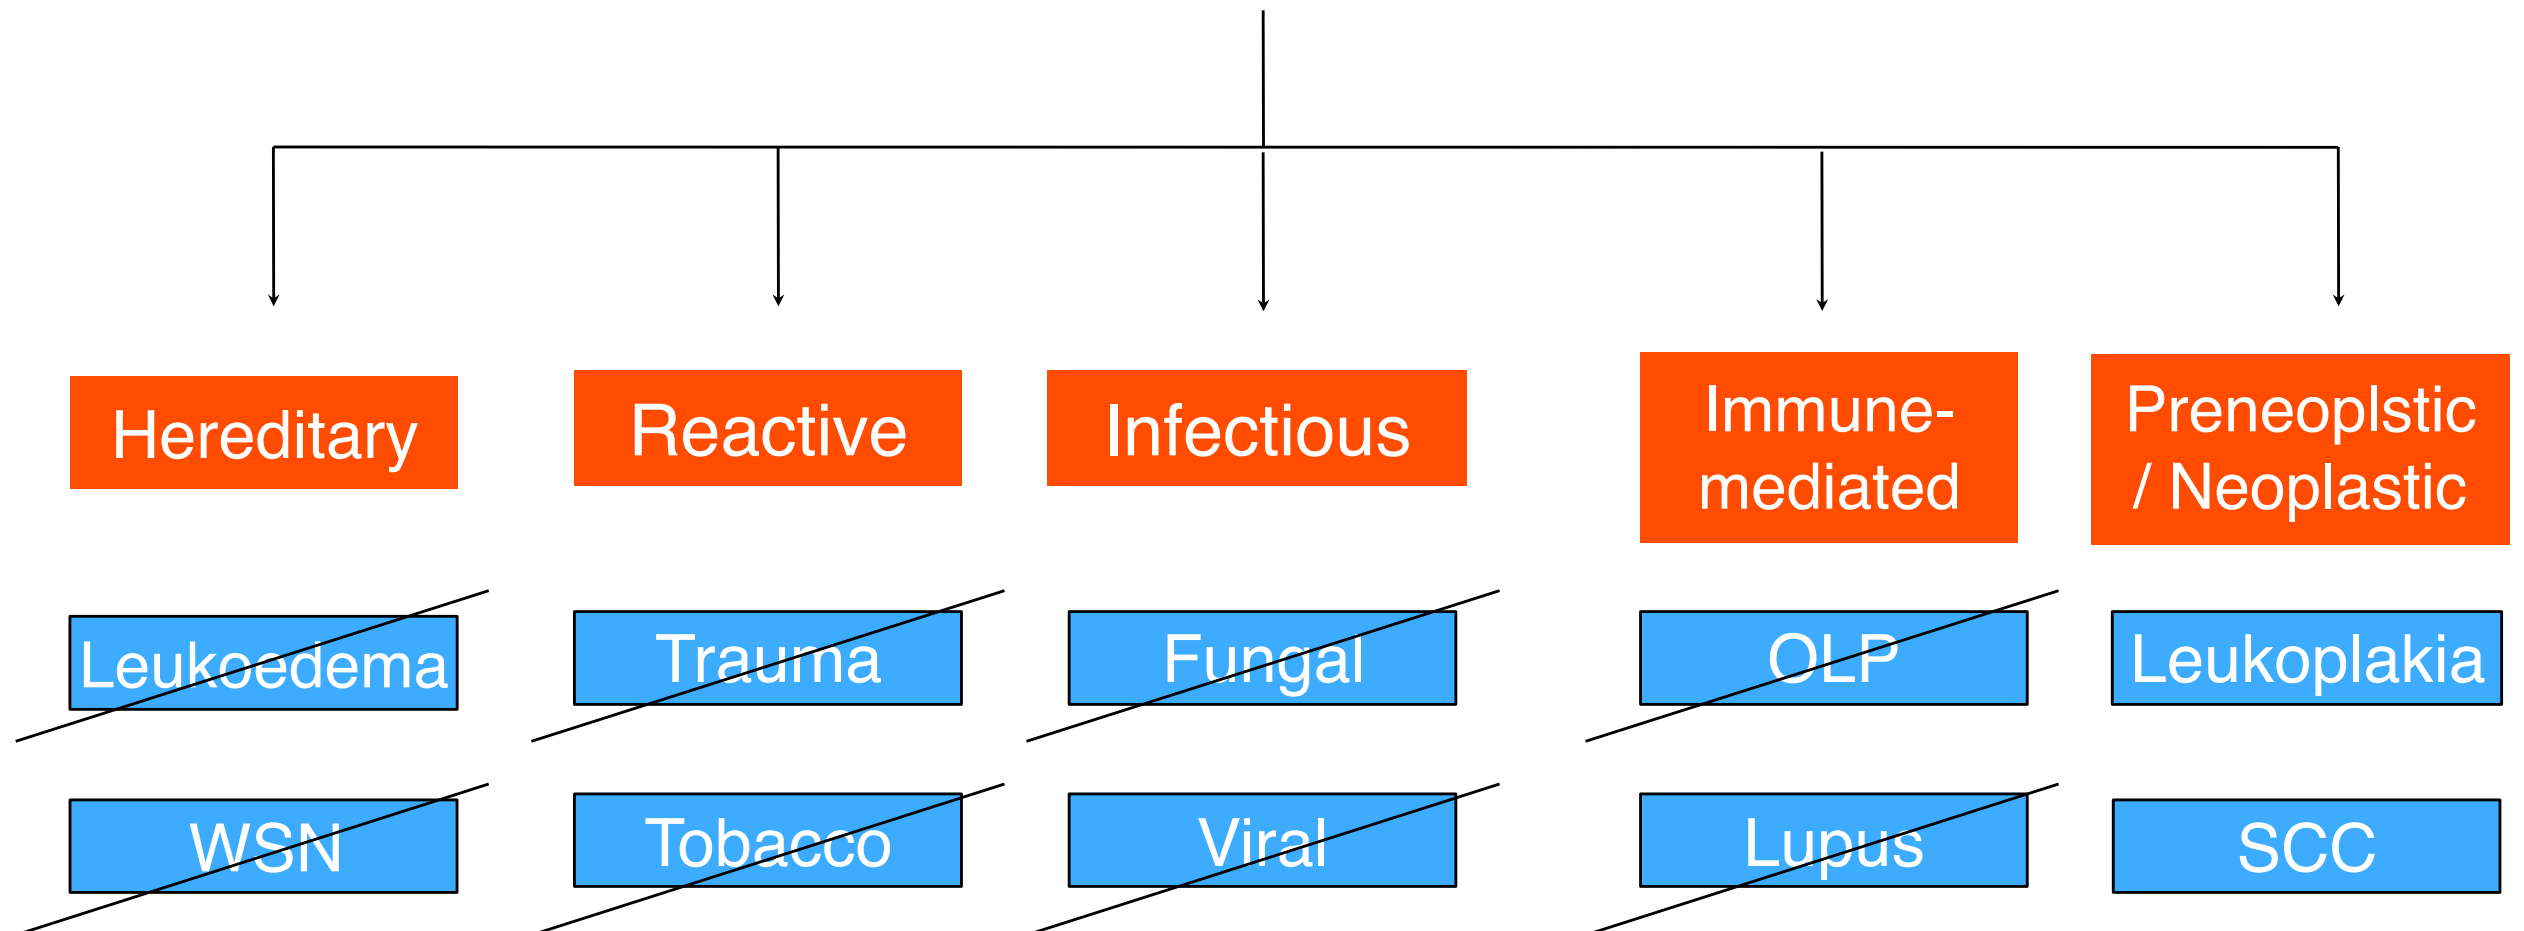 Hereditary
Reactive
Infectious
Immune-
mediated
Preneoplstic
/ Neoplastic
Leukoedema
Trauma
Fungal
OLP
Leukoplakia
WSN
Tobacco
Viral
Lupus
SCC